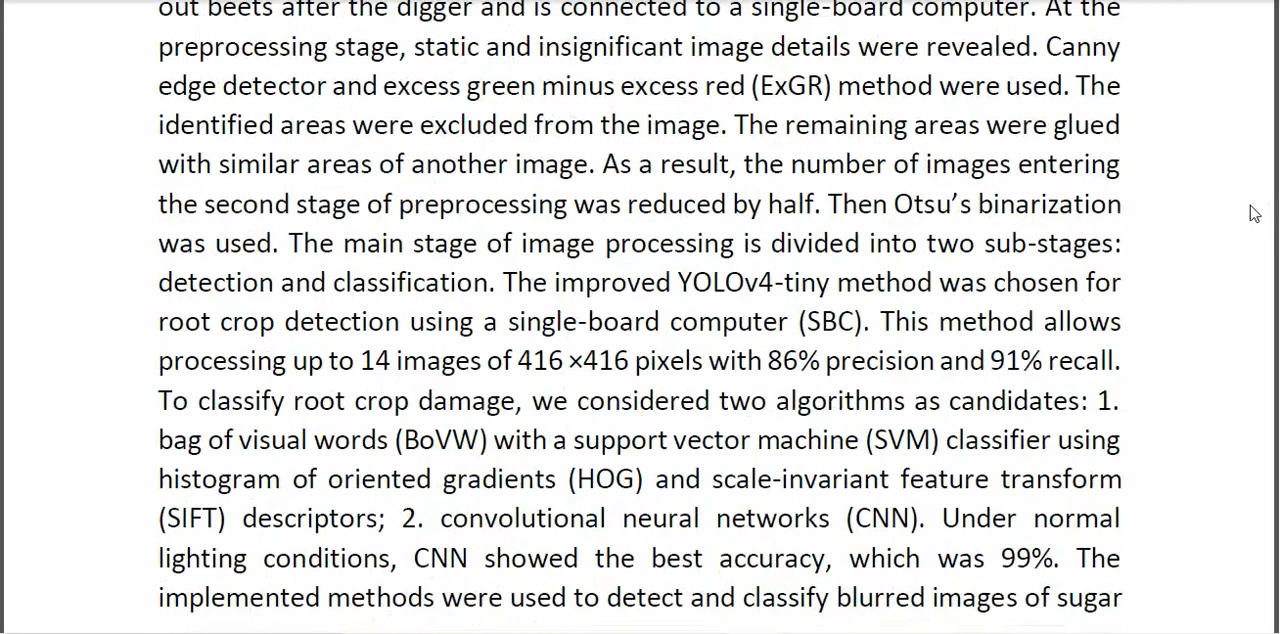 out beets after the digger and is connected to a single-board computer. At the
preprocessing stage, static and insignificant image details were revealed. Canny
edge detector and excess green minus excess red (ExGR) method were used. The
identified areas were excluded from the image. The remaining areas were glued
with similar areas of another image. As a result, the number of images entering
the second stage of preprocessing was reduced by half. Then Otsu’s binarization
was used. The main stage of image processing is divided into two sub-stages:
detection and classification. The improved YOLOv4-tiny method was chosen for
root crop detection using a single-board computer (SBC). This method allows
processing up to 14 images of 416 ×416 pixels with 86% precision and 91% recall.
To classify root crop damage, we considered two algorithms as candidates: 1.
bag of visual words (BoVW) with a support vector machine (SVM) classifier using
histogram of oriented gradients (HOG) and scale-invariant feature transform
(SIFT) descriptors; 2. convolutional neural networks (CNN). Under normal
lighting conditions, CNN showed the best accuracy, which was 99%. The
implemented methods were used to detect and classify blurred images of sugar